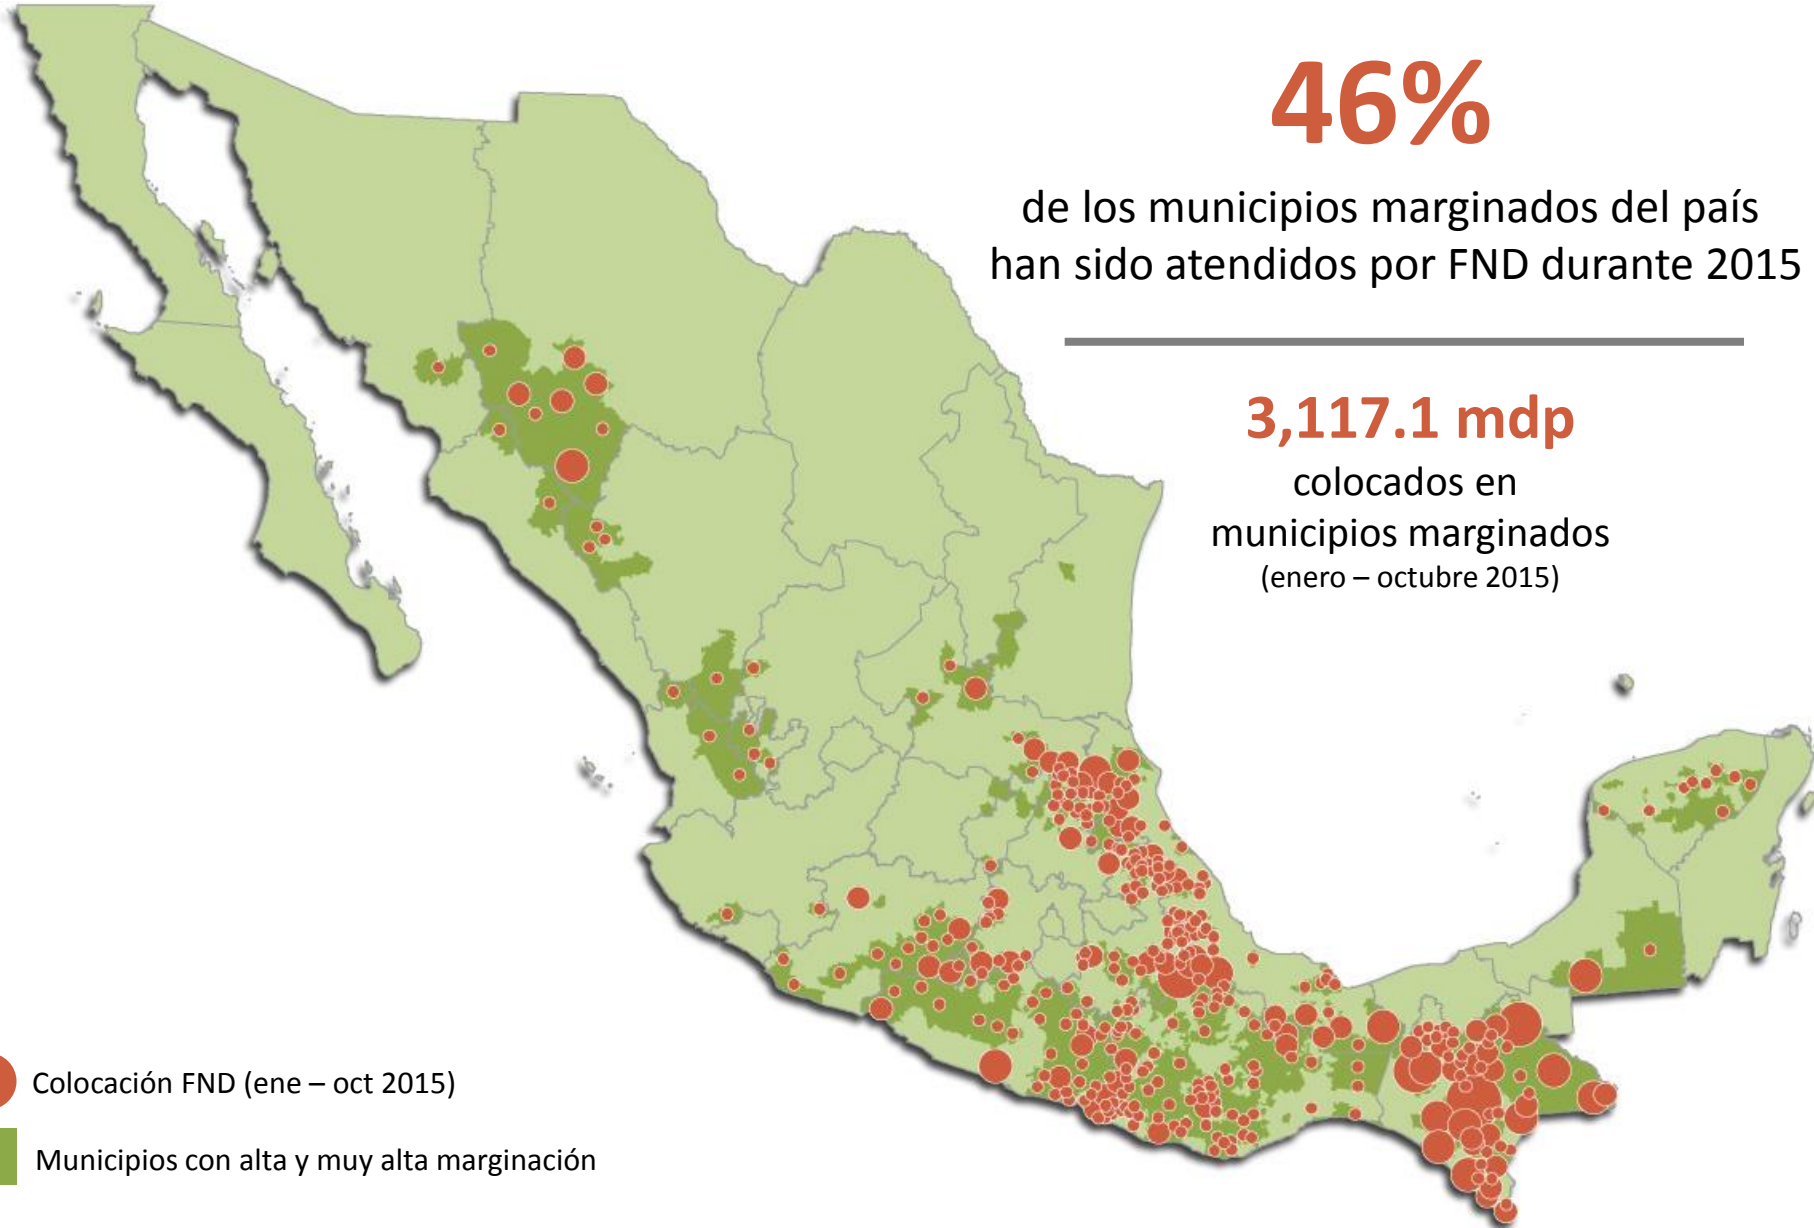 46%
de los municipios marginados del país
han sido atendidos por FND durante 2015
3,117.1 mdp
colocados en
municipios marginados
(enero – octubre 2015)
Colocación FND (ene – oct 2015)
Municipios con alta y muy alta marginación